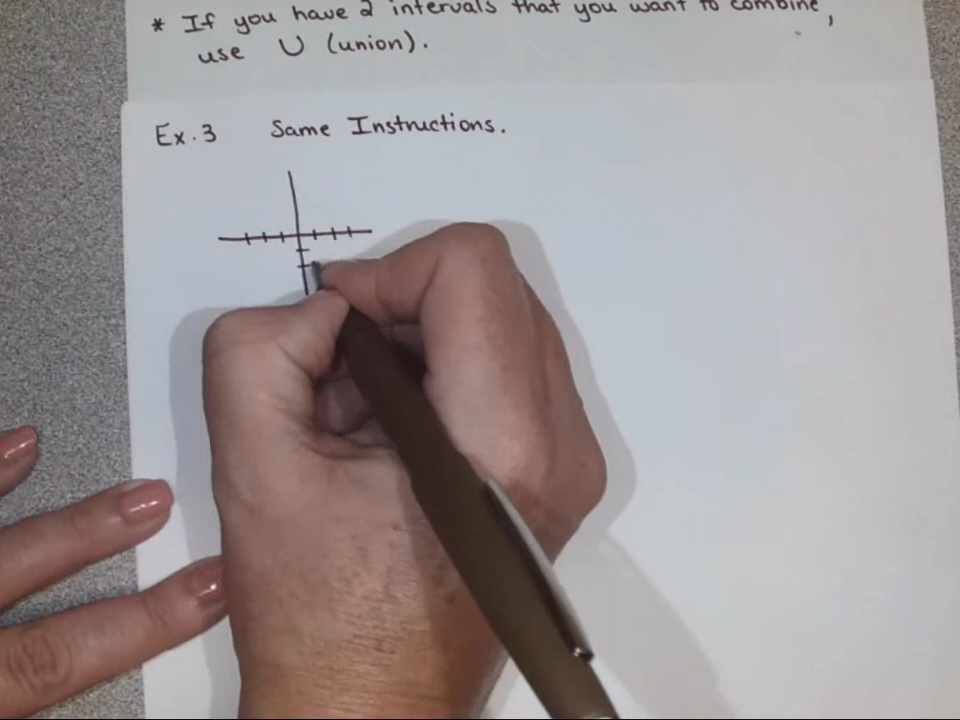 * If you have 2 intervals that you want to combine,
use ∪ (union).
Ex. 3 Same Instructions.